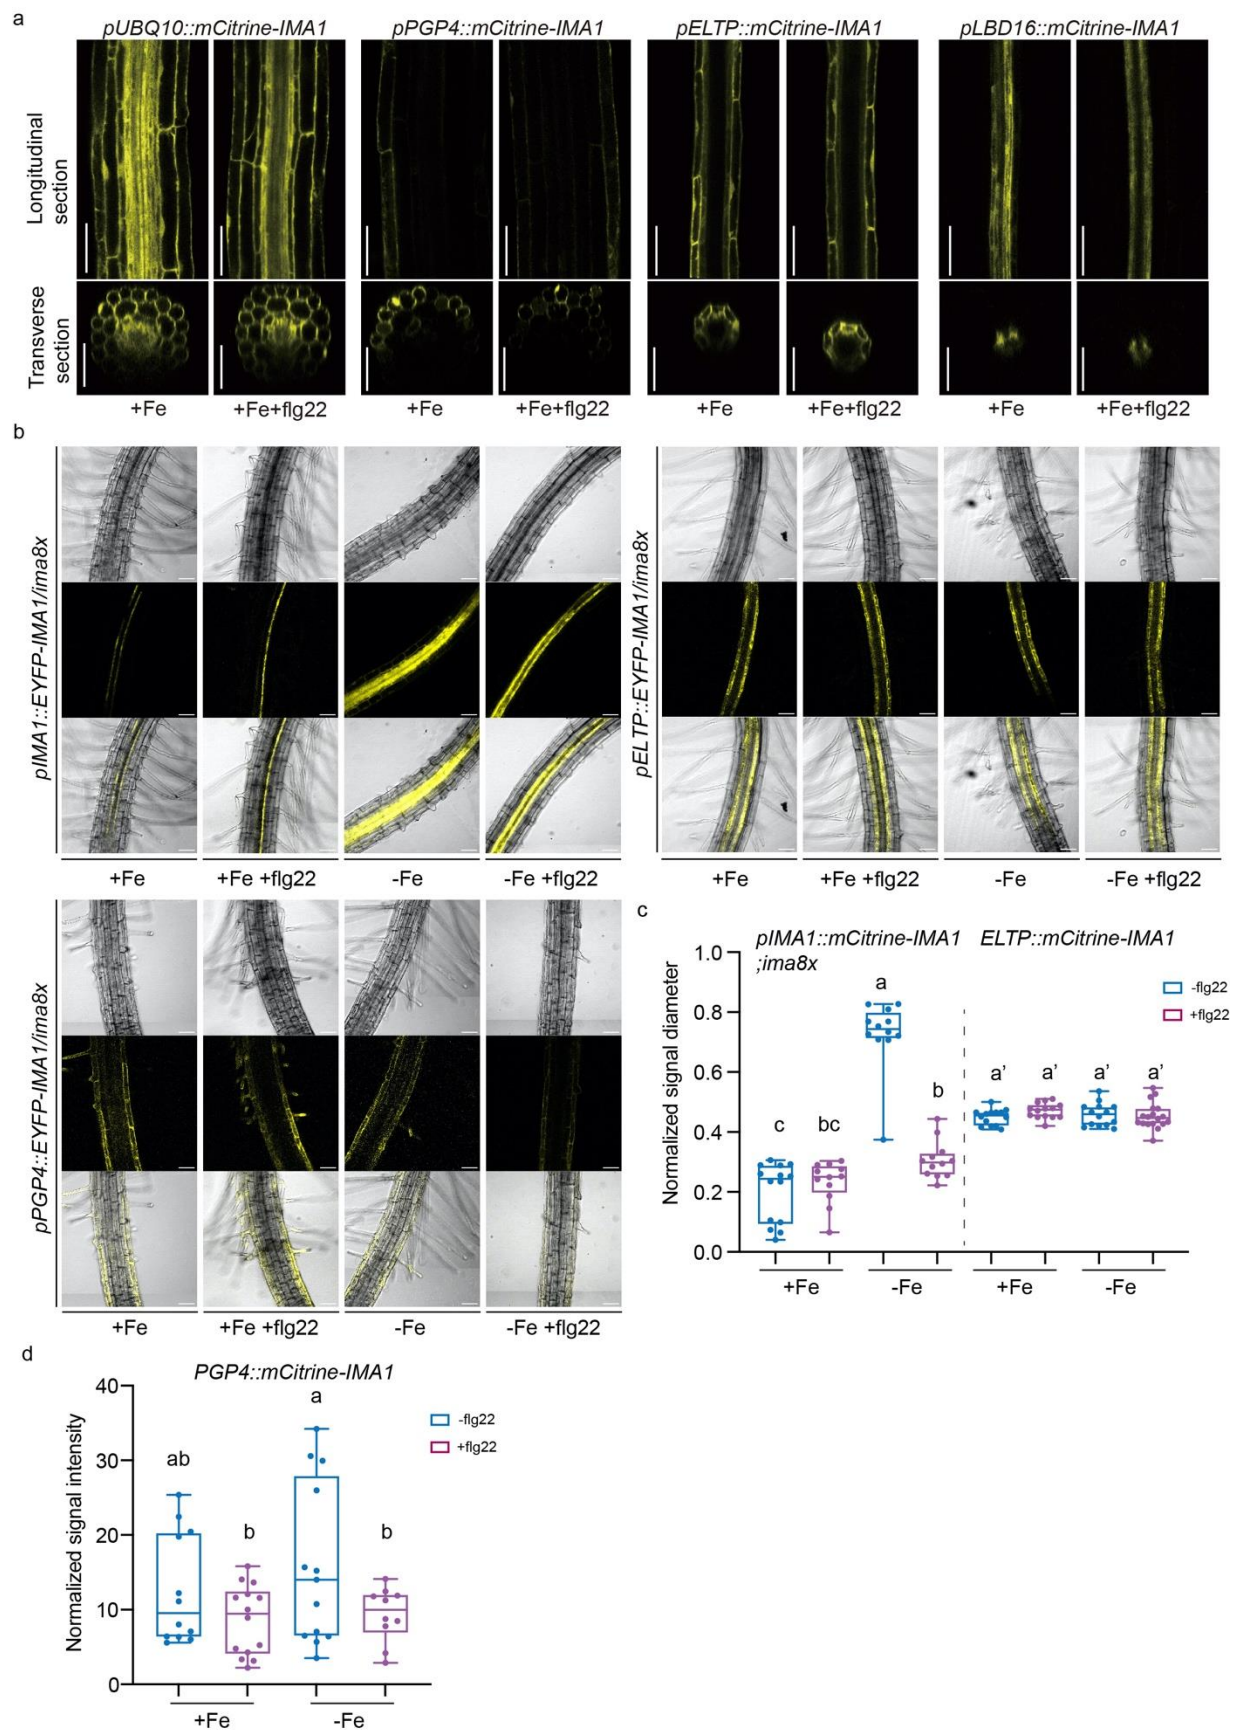 a
pUBQ10::mCitrine-IMA1
pPGP4::mCitrine-IMA1
pELTP::mCitrine-IMA1
pLBD16::mCitrine-IMA1
Longitudinal
section
Transverse
section
+Fe
+Fe+flg22
+Fe
+Fe+flg22
+Fe
+Fe+flg22
+Fe
+Fe+flg22
b
pIMA1::EYFP-IMA1/ima8x
+Fe
+Fe +flg22
-Fe
-Fe +flg22
pELTP::EYFP-IMA1/ima8x
+Fe
+Fe +flg22
-Fe
-Fe +flg22
pPGP4::EYFP-IMA1/ima8x
+Fe
+Fe +flg22
-Fe
-Fe +flg22
c
pIMA1::mCitrine-IMA1
;ima8x
ELTP::mCitrine-IMA1
Normalized signal diameter
1.0
0.8
0.6
0.4
0.2
0.0
c
bc
a
b
a’
a’
a’
a’
-flg22
+flg22
+Fe
-Fe
+Fe
-Fe
d
PGP4::mCitrine-IMA1
Normalized signal intensity
40
30
20
10
0
ab
b
a
b
-flg22
+flg22
+Fe
-Fe